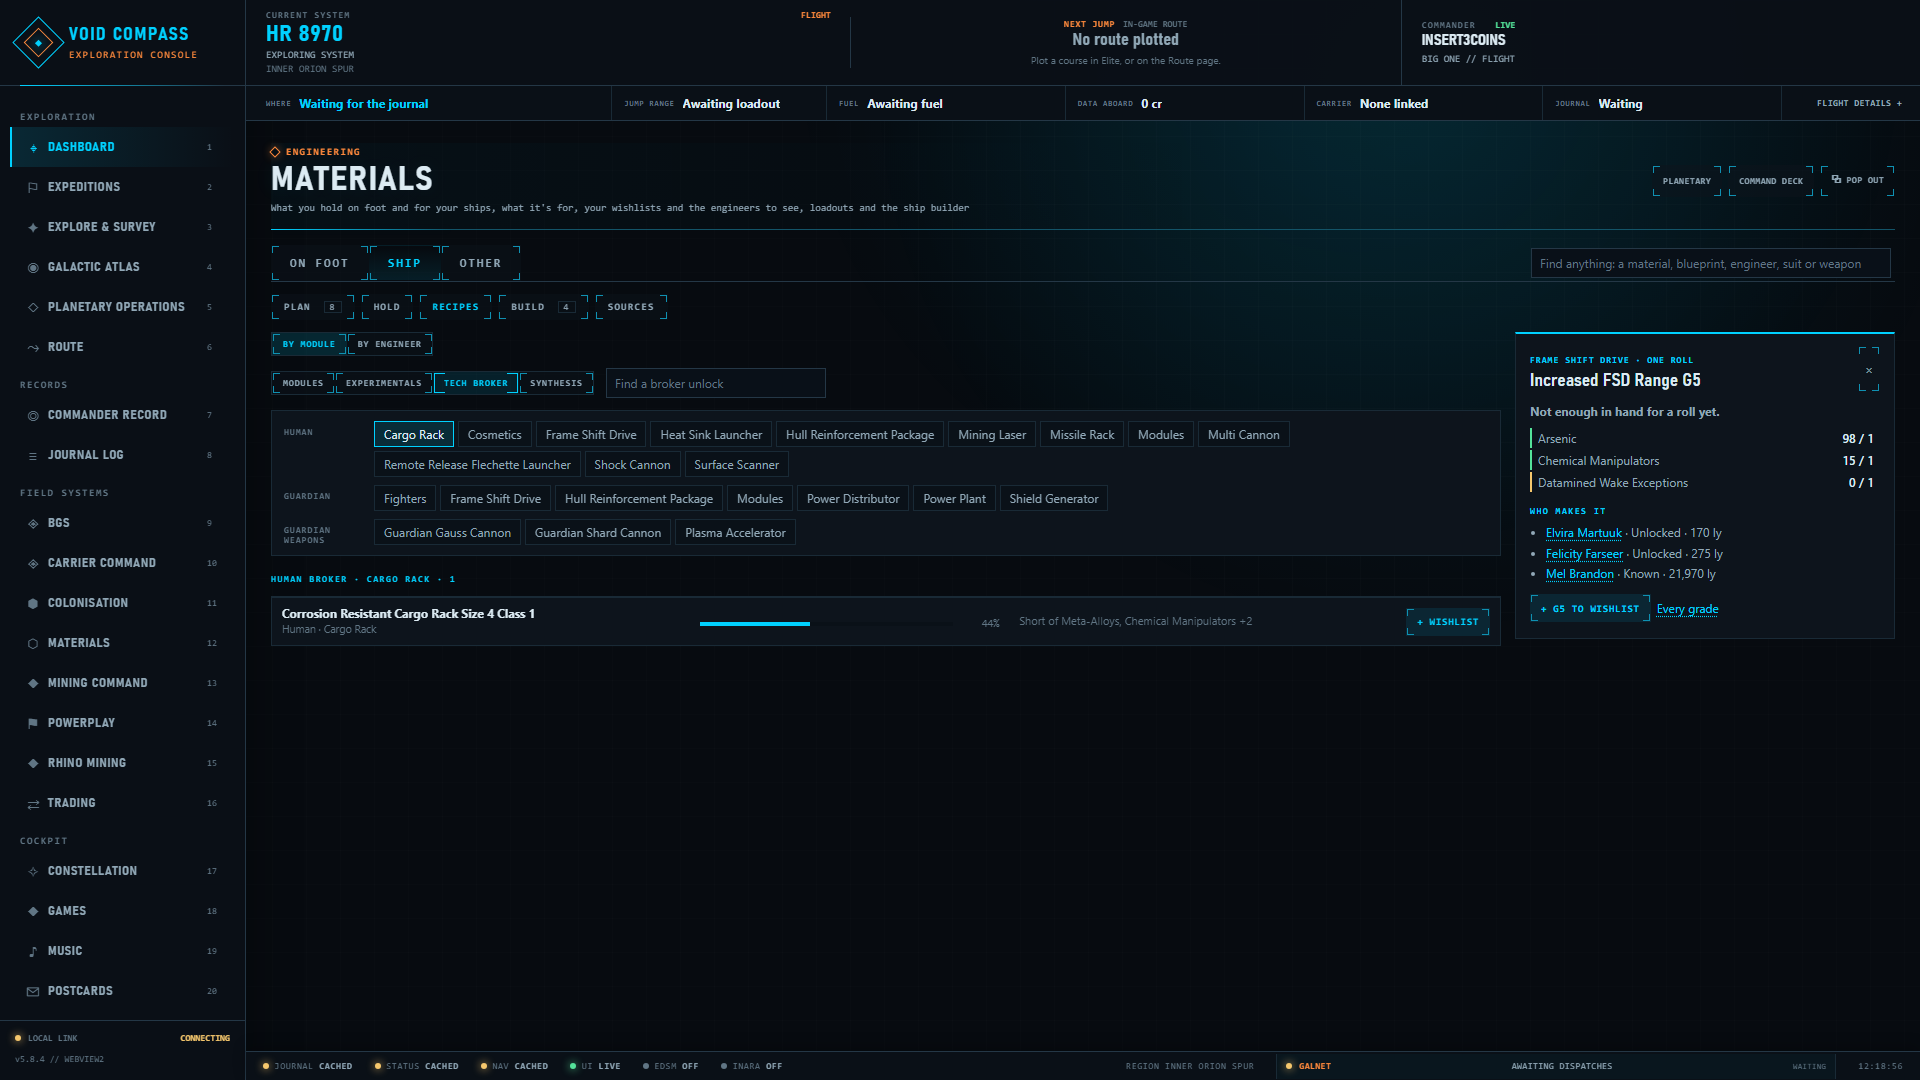 VOID COMPASS
EXPLORATION CONSOLE
CURRENT SYSTEM
FLIGHT
HR 8970
EXPLORING SYSTEM
INNER ORION SPUR
NEXT JUMP IN-GAME ROUTE
No route plotted
Plot a course in Elite, or on the Route page.
COMMANDER LIVE
INSERT3COINS
BIG ONE // FLIGHT
WHERE Waiting for the journal
JUMP RANGE Awaiting loadout
FUEL Awaiting fuel
DATA ABOARD 0 cr
CARRIER None linked
JOURNAL Waiting
FLIGHT DETAILS +
EXPLORATION
DASHBOARD 1
EXPEDITIONS 2
EXPLORE & SURVEY 3
GALACTIC ATLAS 4
PLANETARY OPERATIONS 5
ROUTE 6
RECORDS
COMMANDER RECORD 7
JOURNAL LOG 8
FIELD SYSTEMS
BGS 9
CARRIER COMMAND 10
COLONISATION 11
MATERIALS 12
MINING COMMAND 13
POWERPLAY 14
RHINO MINING 15
TRADING 16
COCKPIT
CONSTELLATION 17
GAMES 18
MUSIC 19
POSTCARDS 20
LOCAL LINK CONNECTING
v5.8.4 // WEBVIEW2
ENGINEERING
MATERIALS
What you hold on foot and for your ships, what it's for, your wishlists and the engineers to see, loadouts and the ship builder
PLANETARY
COMMAND DECK
POP OUT
ON FOOT SHIP OTHER
Find anything: a material, blueprint, engineer, suit or weapon
PLAN 8 HOLD RECIPES BUILD 4 SOURCES
BY MODULE BY ENGINEER
MODULES EXPERIMENTALS TECH BROKER SYNTHESIS
Find a broker unlock
HUMAN
Cargo Rack Cosmetics Frame Shift Drive Heat Sink Launcher Hull Reinforcement Package Mining Laser Missile Rack Modules Multi Cannon
Remote Release Flechette Launcher Shock Cannon Surface Scanner
GUARDIAN
Fighters Frame Shift Drive Hull Reinforcement Package Modules Power Distributor Power Plant Shield Generator
GUARDIAN WEAPONS
Guardian Gauss Cannon Guardian Shard Cannon Plasma Accelerator
HUMAN BROKER · CARGO RACK · 1
Corrosion Resistant Cargo Rack Size 4 Class 1
Human · Cargo Rack
44%
Short of Meta-Alloys, Chemical Manipulators +2
+ WISHLIST
FRAME SHIFT DRIVE · ONE ROLL
×
Increased FSD Range G5
Not enough in hand for a roll yet.
Arsenic 98 / 1
Chemical Manipulators 15 / 1
Datamined Wake Exceptions 0 / 1
WHO MAKES IT
• Elvira Martuuk · Unlocked · 170 ly
• Felicity Farseer · Unlocked · 275 ly
• Mel Brandon · Known · 21,970 ly
+ G5 TO WISHLIST Every grade
JOURNAL CACHED
STATUS CACHED
NAV CACHED
UI LIVE
EDSM OFF
INARA OFF
REGION INNER ORION SPUR
GALNET
AWAITING DISPATCHES
WAITING
12:18:56